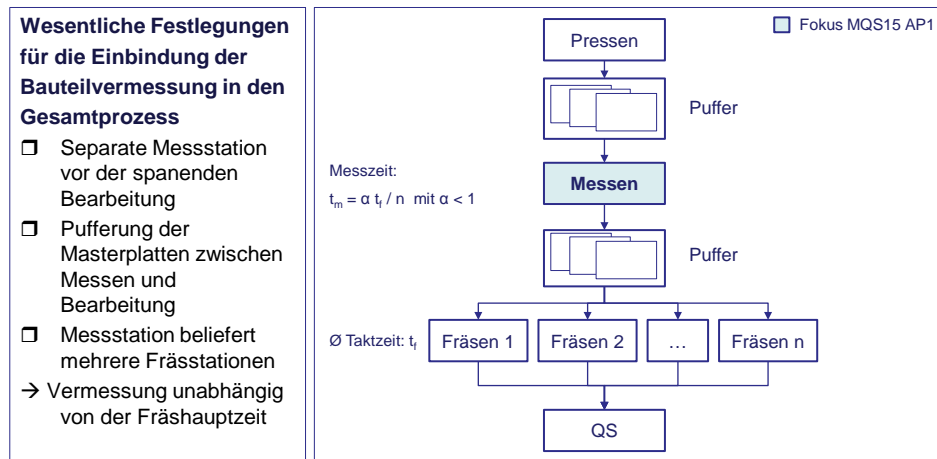 Wesentliche Festlegungen
für die Einbindung der
Bauteilvermessung in den
Gesamtprozess
❒ Separate Messstation
vor der spanenden
Bearbeitung
❒ Pufferung der
Masterplatten zwischen
Messen und
Bearbeitung
❒ Messstation beliefert
mehrere Frässtationen
→ Vermessung unabhängig
von der Fräshauptzeit
Fokus MQS15 AP1
Pressen
Puffer
Messzeit:
tₘ = α t_f / n mit α < 1
Messen
Puffer
Ø Taktzeit: t_f
Fräsen 1
Fräsen 2
...
Fräsen n
QS